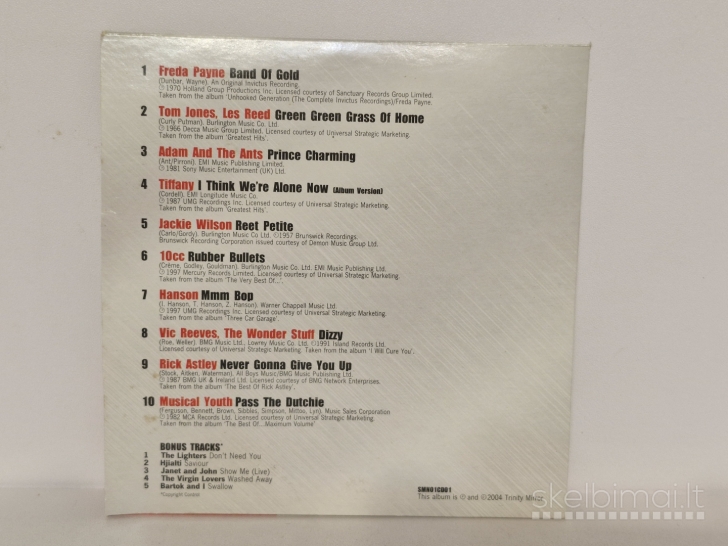 1 Freda Payne Band Of Gold
(Dunbar, Wayne). An Original Invictus Recording.
℗ 1970 Holland Group Productions Inc. Licensed courtesy of Sanctuary Records Group Limited.
Taken from the album 'Unhooked Generation (The Complete Invictus Recordings)/Freda Payne.
2 Tom Jones, Les Reed Green Green Grass Of Home
(Curly Putman). Burlington Music Co. Ltd
℗ 1966 Decca Music Group Limited. Licensed courtesy of Universal Strategic Marketing.
Taken from the album 'Greatest Hits'.
3 Adam And The Ants Prince Charming
(Ant/Pirroni). EMI Music Publishing Limited.
℗ 1981 Sony Music Entertainment (UK) Ltd.
4 Tiffany I Think We're Alone Now (Album Version)
(Cordell). EMI Longitude Music Co.
℗ 1987 UMG Recordings Inc. Licensed courtesy of Universal Strategic Marketing.
Taken from the album 'Greatest Hits'.
5 Jackie Wilson Reet Petite
(Carlo/Gordy). Burlington Music Co Ltd. ℗1957 Brunswick Recordings.
Brunswick Recording Corporation issued courtesy of Demon Music Group Ltd.
6 10cc Rubber Bullets
(Créme, Godley, Gouldman). Burlington Music Co. Ltd. EMI Music Publishing Ltd.
℗ 1997 Mercury Records Limited. Licensed courtesy of Universal Strategic Marketing.
Taken from the album 'The Very Best Of...'.
7 Hanson Mmm Bop
(I. Hanson, T. Hanson, Z. Hanson). Warner Chappell Music Ltd.
℗ 1997 UMG Recordings Inc. Licensed courtesy of Universal Strategic Marketing.
Taken from the album 'Three Car Garage'.
8 Vic Reeves, The Wonder Stuff Dizzy
(Roe, Weller). BMG Music Ltd., Lowrey Music Co. Ltd. ℗1991 Island Records Ltd.
Licensed courtesy of Universal Strategic Marketing. Taken from the album 'I Will Cure You'.
9 Rick Astley Never Gonna Give You Up
(Stock, Aitken, Waterman). All Boys Music/BMG Music Publishing Ltd.
℗ 1987 BMG UK & Ireland Ltd. Licensed courtesy of BMG Network Enterprises.
Taken from the album 'The Best Of Rick Astley'.
10 Musical Youth Pass The Dutchie
(Ferguson, Bennett, Brown, Sibbles, Simpson, Mittoo, Lyn). Music Sales Corporation
℗ 1982 MCA Records Ltd. Licensed courtesy of Universal Strategic Marketing.
Taken from the album 'The Best Of...Maximum Volume'
BONUS TRACKS*
1 The Lighters Don't Need You
2 Hjialti Saviour
3 Janet and John Show Me (Live)
4 The Virgin Lovers Washed Away
5 Bartok and I Swallow
*Copyright Control
SMN01CD01
This album is ℗ and ©2004 Trinity
skelbimai.lt